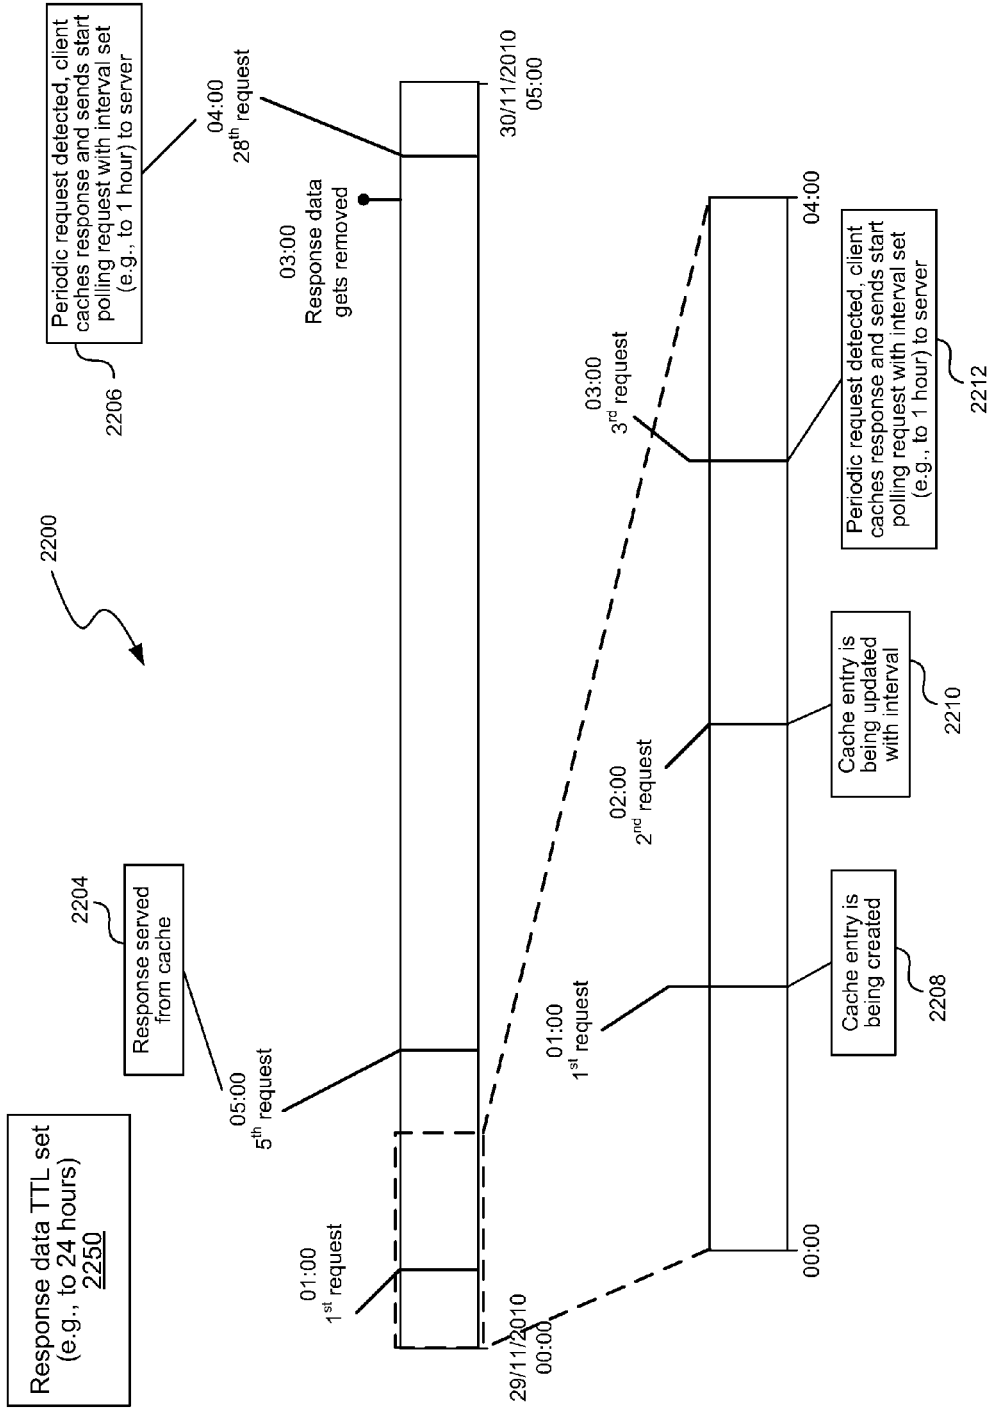 Response data TTL set
(e.g., to 24 hours)
2250
2204
Response served
from cache
2200
2206
Periodic request detected, client
caches response and sends start
polling request with interval set
(e.g., to 1 hour) to server
01:00
1st request
05:00
5th request
03:00
Response data
gets removed
04:00
28th request
29/11/2010
00:00
30/11/2010
05:00
01:00
1st request
02:00
2nd request
03:00
3rd request
00:00
04:00
Cache entry is
being created
2208
Cache entry is
being updated
with interval
2210
Periodic request detected, client
caches response and sends start
polling request with interval set
(e.g., to 1 hour) to server
2212